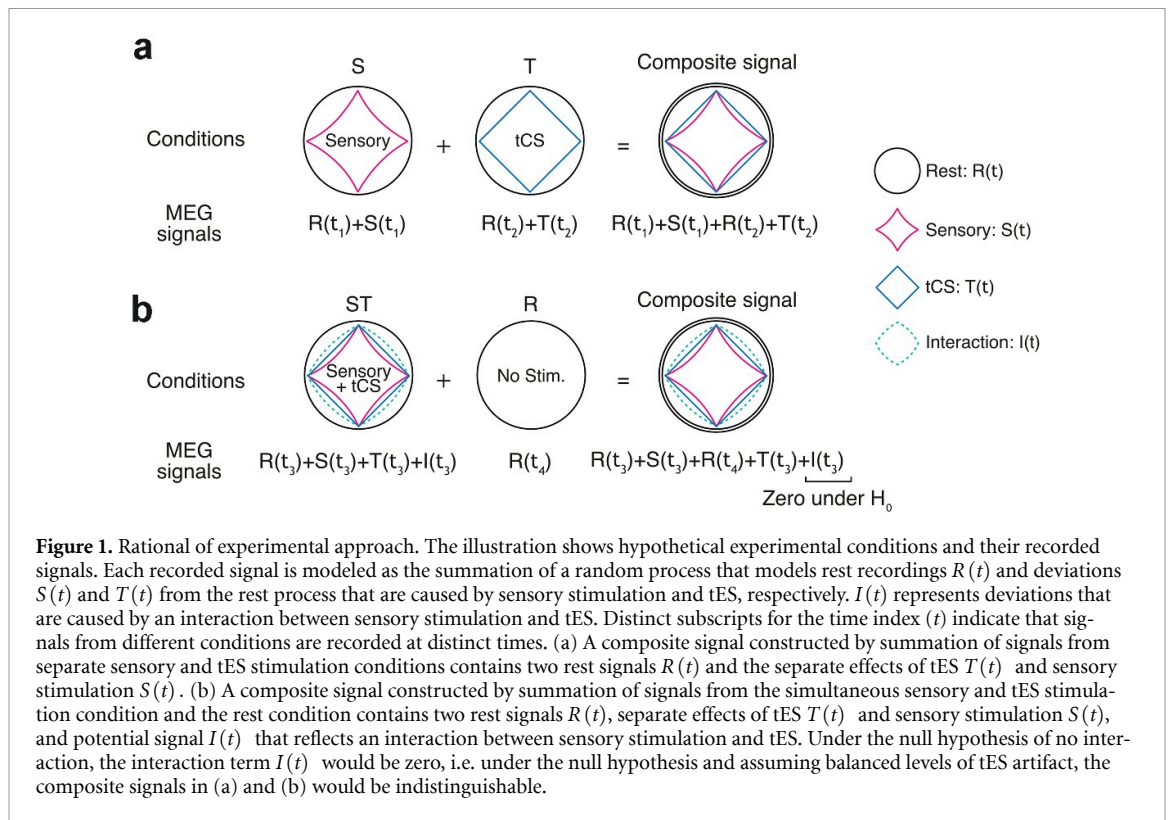 a
S
T
Composite signal
Conditions
Sensory
+
tCS
=
MEG
signals
R(t₁)+S(t₁)
R(t₂)+T(t₂)
R(t₁)+S(t₁)+R(t₂)+T(t₂)
Rest: R(t)
Sensory: S(t)
tCS: T(t)
Interaction: I(t)
b
ST
R
Composite signal
Conditions
Sensory
+ tCS
+
No Stim.
=
MEG
signals
R(t₃)+S(t₃)+T(t₃)+I(t₃)
R(t₄)
R(t₃)+S(t₃)+R(t₄)+T(t₃)+I(t₃)
Zero under H₀
Figure 1. Rational of experimental approach. The illustration shows hypothetical experimental conditions and their recorded
signals. Each recorded signal is modeled as the summation of a random process that models rest recordings R(t) and deviations
S(t) and T(t) from the rest process that are caused by sensory stimulation and tES, respectively. I(t) represents deviations that
are caused by an interaction between sensory stimulation and tES. Distinct subscripts for the time index (t) indicate that sig-
nals from different conditions are recorded at distinct times. (a) A composite signal constructed by summation of signals from
separate sensory and tES stimulation conditions contains two rest signals R(t) and the separate effects of tES T(t) and sensory
stimulation S(t). (b) A composite signal constructed by summation of signals from the simultaneous sensory and tES stimula-
tion condition and the rest condition contains two rest signals R(t), separate effects of tES T(t) and sensory stimulation S(t),
and potential signal I(t) that reflects an interaction between sensory stimulation and tES. Under the null hypothesis of no inter-
action, the interaction term I(t) would be zero, i.e. under the null hypothesis and assuming balanced levels of tES artifact, the
composite signals in (a) and (b) would be indistinguishable.